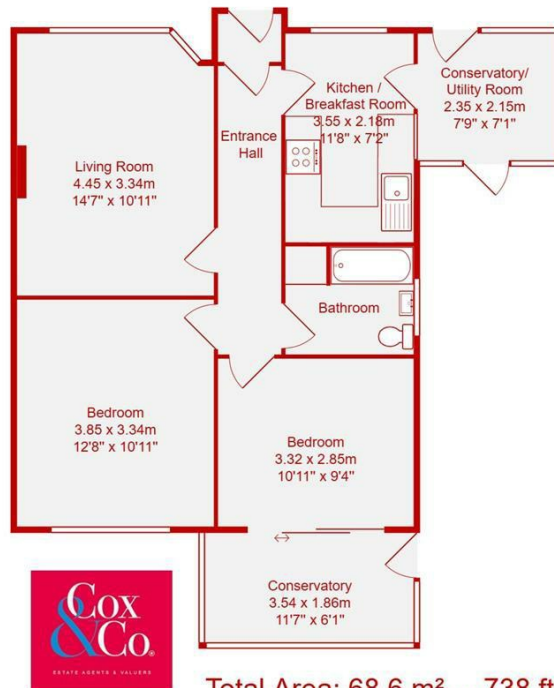 Living Room
4.45 x 3.34m
14'7" x 10'11"
Entrance
Hall
Kitchen /
Breakfast Room
3.55 x 2.18m
11'8" x 7'2"
Conservatory/
Utility Room
2.35 x 2.15m
7'9" x 7'1"
Bathroom
Bedroom
3.85 x 3.34m
12'8" x 10'11"
Bedroom
3.32 x 2.85m
10'11" x 9'4"
Conservatory
3.54 x 1.86m
11'7" x 6'1"
Cox
& Co.
ESTATE AGENTS & VALUERS
Total Area: 68.6 m² ... 738 ft